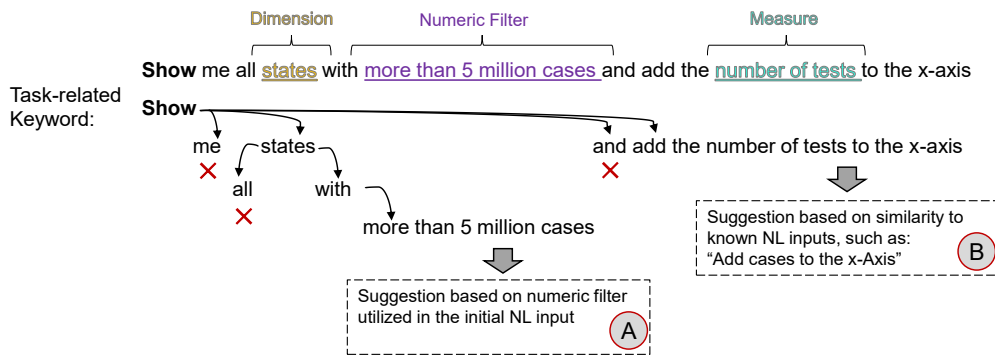 Dimension Numeric Filter Measure
Show me all states with more than 5 million cases and add the number of tests to the x-axis
Task-related
Keyword:
Show
me states and add the number of tests to the x-axis
all with
more than 5 million cases
Suggestion based on similarity to
known NL inputs, such as:
“Add cases to the x-Axis”
B
Suggestion based on numeric filter
utilized in the initial NL input
A